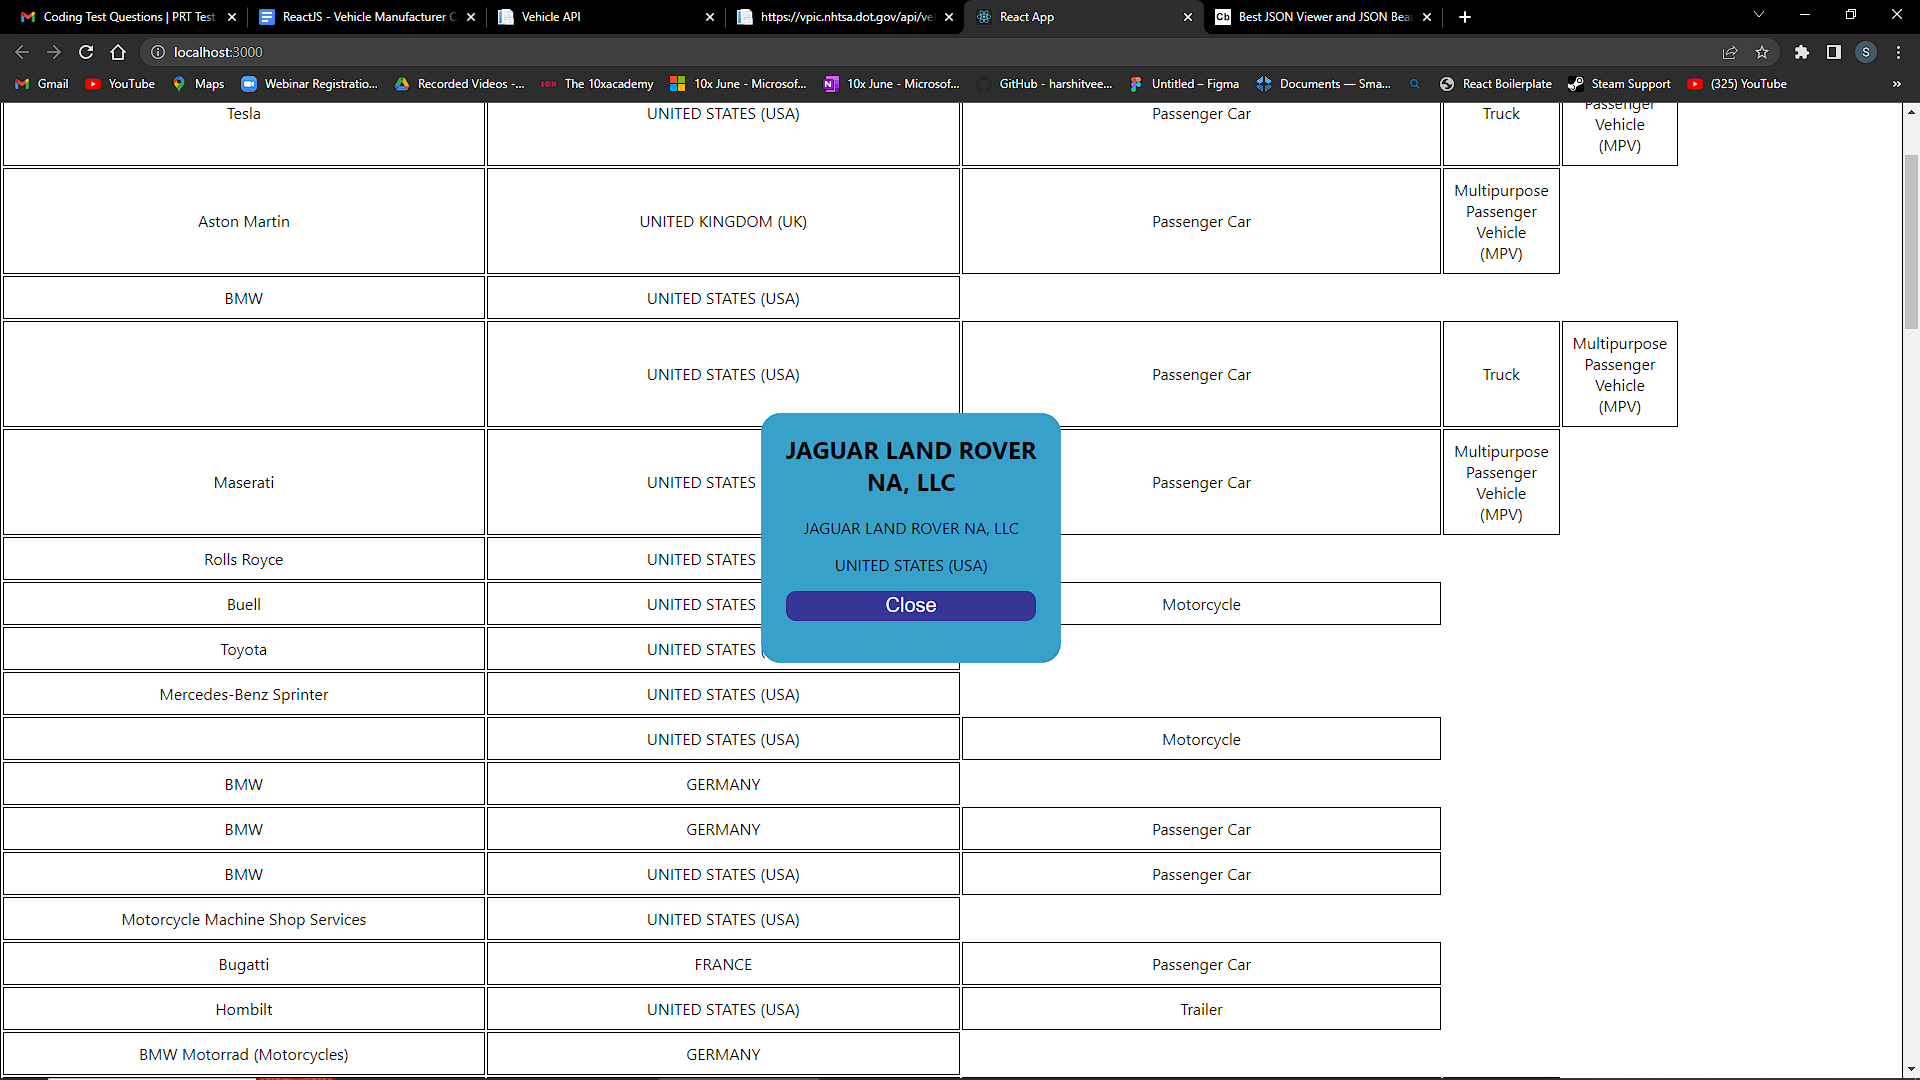 Coding Test Questions | PRT Test
ReactJS - Vehicle Manufacturer C
Vehicle API
https://vpic.nhtsa.dot.gov/api/ve
React App
Cb Best JSON Viewer and JSON Bea
localhost:3000
S
Gmail YouTube Maps Webinar Registratio... Recorded Videos -... 10x The 10xacademy 10x June - Microsof... 10x June - Microsof... GitHub - harshitvee... Untitled – Figma Documents — Sma... React Boilerplate Steam Support (325) YouTube »
Tesla UNITED STATES (USA) Passenger Car Truck
Passenger
Vehicle
(MPV)
Aston Martin UNITED KINGDOM (UK) Passenger Car
Multipurpose
Passenger
Vehicle
(MPV)
BMW UNITED STATES (USA)
UNITED STATES (USA) Passenger Car Truck
Multipurpose
Passenger
Vehicle
(MPV)
Maserati UNITED STATES Passenger Car
Multipurpose
Passenger
Vehicle
(MPV)
JAGUAR LAND ROVER
NA, LLC
JAGUAR LAND ROVER NA, LLC
UNITED STATES (USA)
Close
Rolls Royce UNITED STATES
Buell UNITED STATES Motorcycle
Toyota UNITED STATES (
Mercedes-Benz Sprinter UNITED STATES (USA)
UNITED STATES (USA) Motorcycle
BMW GERMANY
BMW GERMANY Passenger Car
BMW UNITED STATES (USA) Passenger Car
Motorcycle Machine Shop Services UNITED STATES (USA)
Bugatti FRANCE Passenger Car
Hombilt UNITED STATES (USA) Trailer
BMW Motorrad (Motorcycles) GERMANY